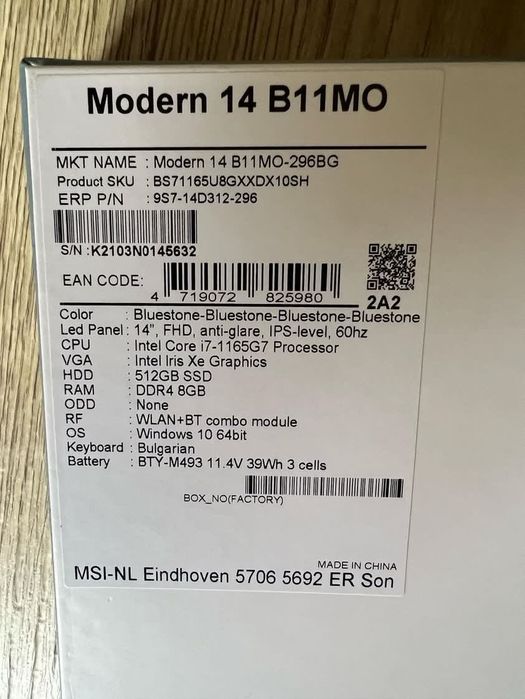 Modern 14 B11MO
MKT NAME : Modern 14 B11MO-296BG
Product SKU : BS71165U8GXXDX10SH
ERP P/N : 9S7-14D312-296
S/N :K2103N0145632
EAN CODE:
4 719072 825980
2A2
Color : Bluestone-Bluestone-Bluestone-Bluestone
Led Panel : 14", FHD, anti-glare, IPS-level, 60hz
CPU : Intel Core i7-1165G7 Processor
VGA : Intel Iris Xe Graphics
HDD : 512GB SSD
RAM : DDR4 8GB
ODD : None
RF : WLAN+BT combo module
OS : Windows 10 64bit
Keyboard : Bulgarian
Battery : BTY-M493 11.4V 39Wh 3 cells
BOX_NO(FACTORY)
MADE IN CHINA
MSI-NL Eindhoven 5706 5692 ER Son